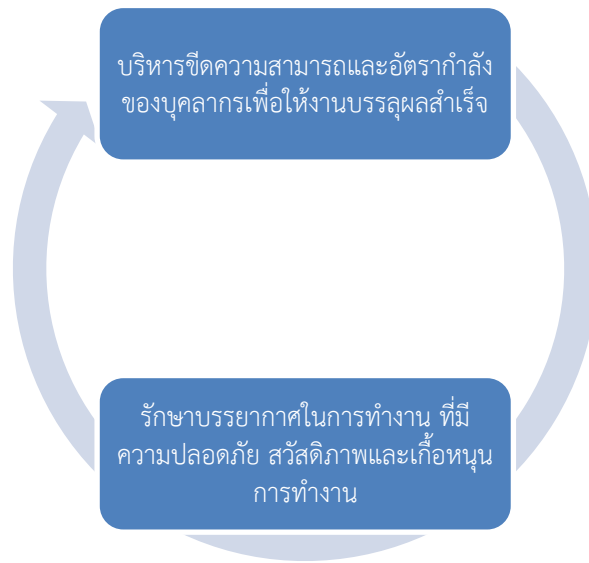 บริหารขีดความสามารถและอัตรากำลัง
ของบุคลากรเพื่อให้งานบรรลุผลสำเร็จ
รักษาบรรยากาศในการทำงาน ที่มี
ความปลอดภัย สวัสดิภาพและเกื้อหนุน
การทำงาน